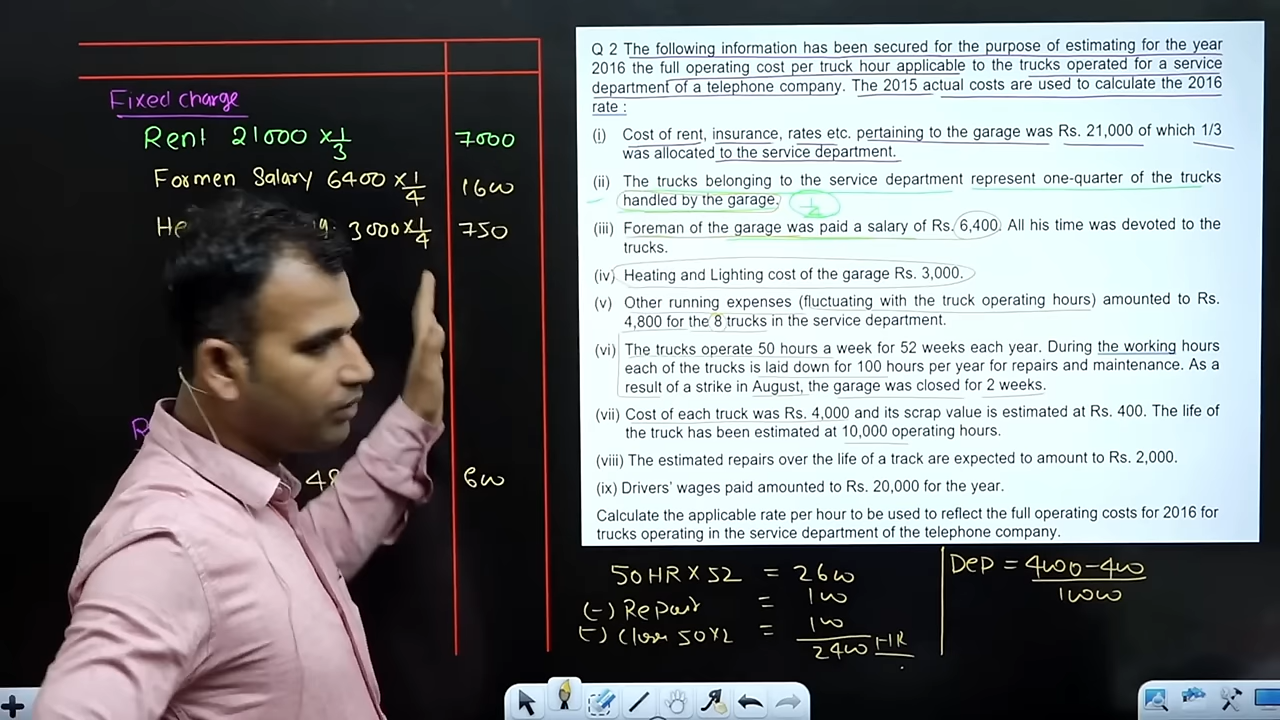 Fixed charge
Rent 21000 × 1/3 7000
Formen Salary 6400 × 1/4 1600
He 3000 × 1/4 750
48 600
Q 2 The following information has been secured for the purpose of estimating for the year
2016 the full operating cost per truck hour applicable to the trucks operated for a service
department of a telephone company. The 2015 actual costs are used to calculate the 2016
rate :
(i) Cost of rent, insurance, rates etc. pertaining to the garage was Rs. 21,000 of which 1/3
was allocated to the service department.
(ii) The trucks belonging to the service department represent one-quarter of the trucks
handled by the garage.
(iii) Foreman of the garage was paid a salary of Rs. 6,400. All his time was devoted to the
trucks.
(iv) Heating and Lighting cost of the garage Rs. 3,000.
(v) Other running expenses (fluctuating with the truck operating hours) amounted to Rs.
4,800 for the 8 trucks in the service department.
(vi) The trucks operate 50 hours a week for 52 weeks each year. During the working hours
each of the trucks is laid down for 100 hours per year for repairs and maintenance. As a
result of a strike in August, the garage was closed for 2 weeks.
(vii) Cost of each truck was Rs. 4,000 and its scrap value is estimated at Rs. 400. The life of
the truck has been estimated at 10,000 operating hours.
(viii) The estimated repairs over the life of a track are expected to amount to Rs. 2,000.
(ix) Drivers' wages paid amounted to Rs. 20,000 for the year.
Calculate the applicable rate per hour to be used to reflect the full operating costs for 2016 for
trucks operating in the service department of the telephone company.
50 HR × 52 = 2600
(-) Repair = 100
(-) Close 50×2 = 100
2400 HR
Dep = 4000-400
10000